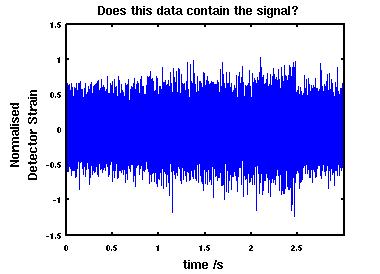 Does this data contain the signal?
1.5
1
0.5
0
-0.5
-1
-1.5
Normalised
Detector Strain
0 0.5 1 1.5 2 2.5
time /s